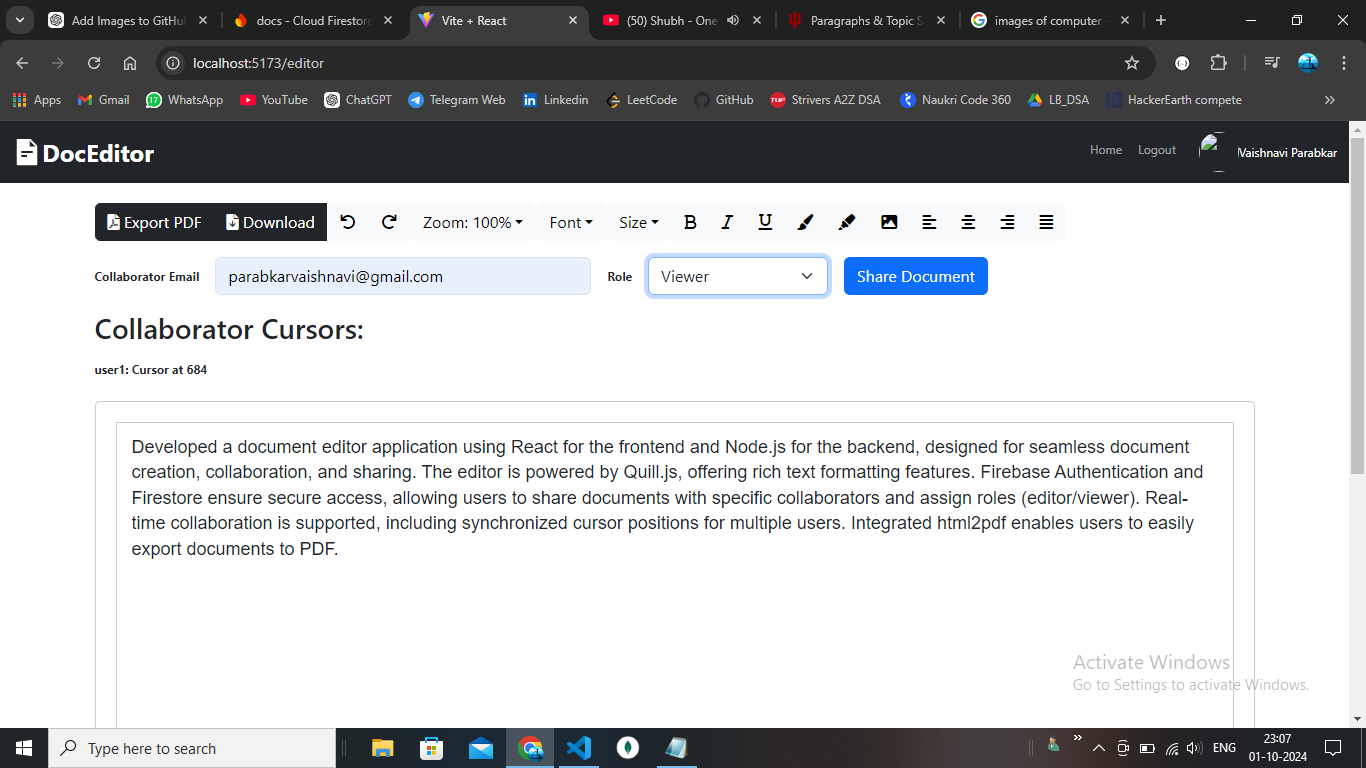 Add Images to GitHu
docs - Cloud Firestore
Vite + React
(50) Shubh - One
Paragraphs & Topic S
images of computer
localhost:5173/editor
Apps
Gmail
17
WhatsApp
YouTube
ChatGPT
Telegram Web
in
Linkedin
LeetCode
GitHub
TUF
Strivers A2Z DSA
Naukri Code 360
LB_DSA
HackerEarth compete
DocEditor
Home
Logout
Vaishnavi Parabkar
Export PDF
Download
Zoom: 100%
Font
Size
B
I
U
Collaborator Email
parabkarvaishnavi@gmail.com
Role
Viewer
Share Document
Collaborator Cursors:
user1: Cursor at 684
Developed a document editor application using React for the frontend and Node.js for the backend, designed for seamless document
creation, collaboration, and sharing. The editor is powered by Quill.js, offering rich text formatting features. Firebase Authentication and
Firestore ensure secure access, allowing users to share documents with specific collaborators and assign roles (editor/viewer). Real-
time collaboration is supported, including synchronized cursor positions for multiple users. Integrated html2pdf enables users to easily
export documents to PDF.
Activate Windows
Go to Settings to activate Windows.
Type here to search
ENG
23:07
01-10-2024